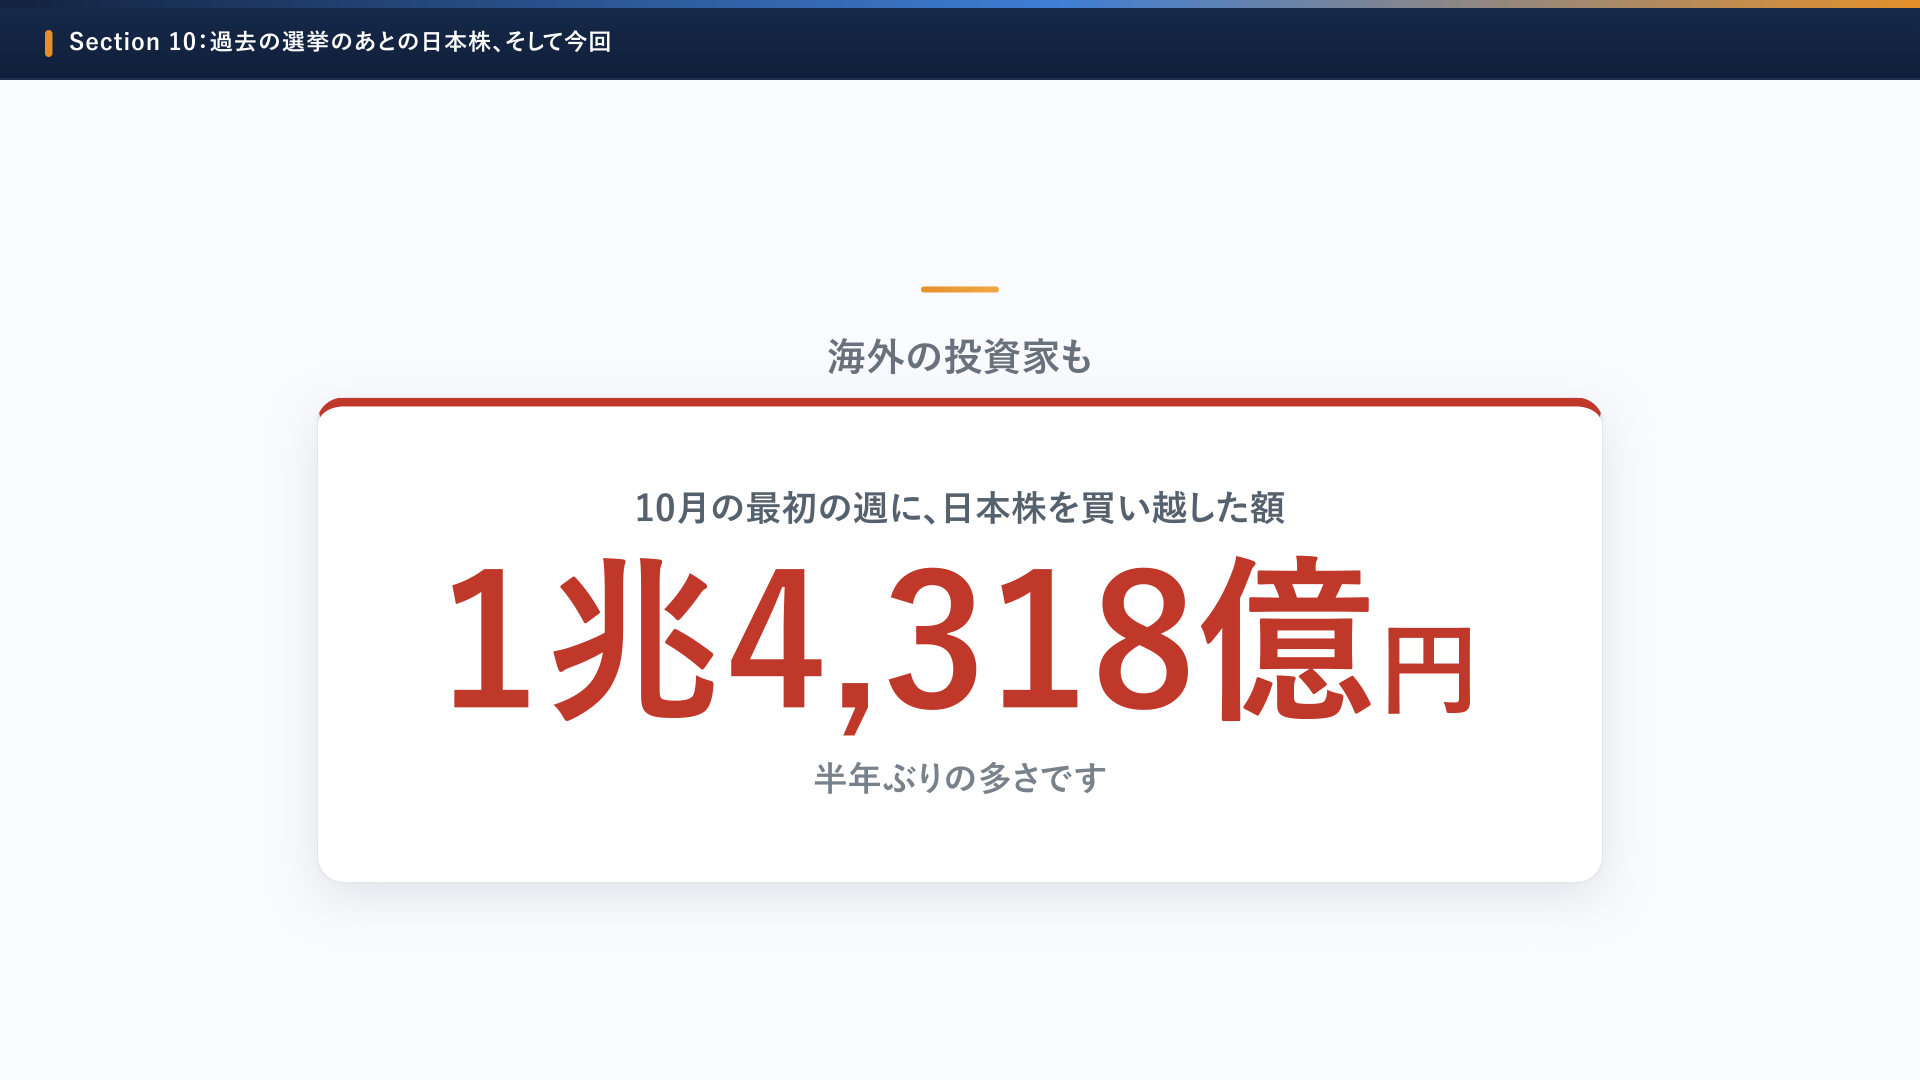 Section 10：過去の選挙のあとの日本株、そして今回
海外の投資家も
10月の最初の週に、日本株を買い越した額
1兆4,318億円
半年ぶりの多さです